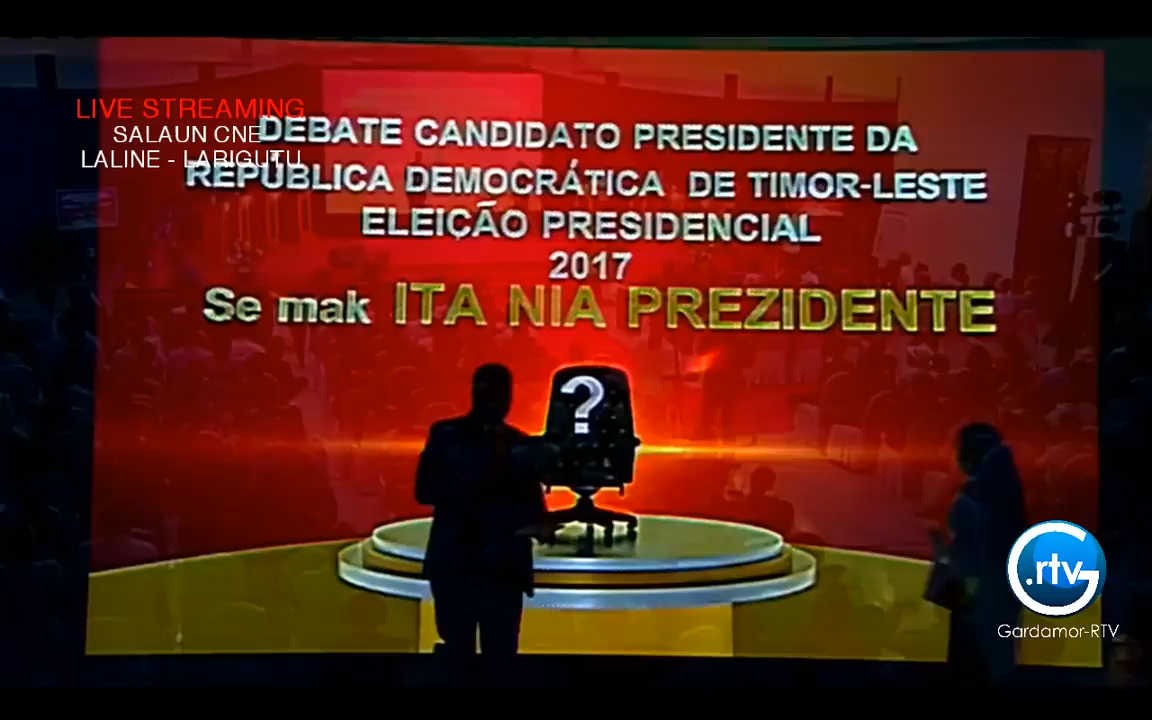 LIVE STREAMING
SALAUN CNE
LALINE - LARIGUTU
DEBATE CANDIDATO PRESIDENTE DA
REPÚBLICA DEMOCRÁTICA DE TIMOR-LESTE
ELEIÇÃO PRESIDENCIAL
2017
Se mak ITA NIA PREZIDENTE
?
G.rtv
Gardamor-RTV